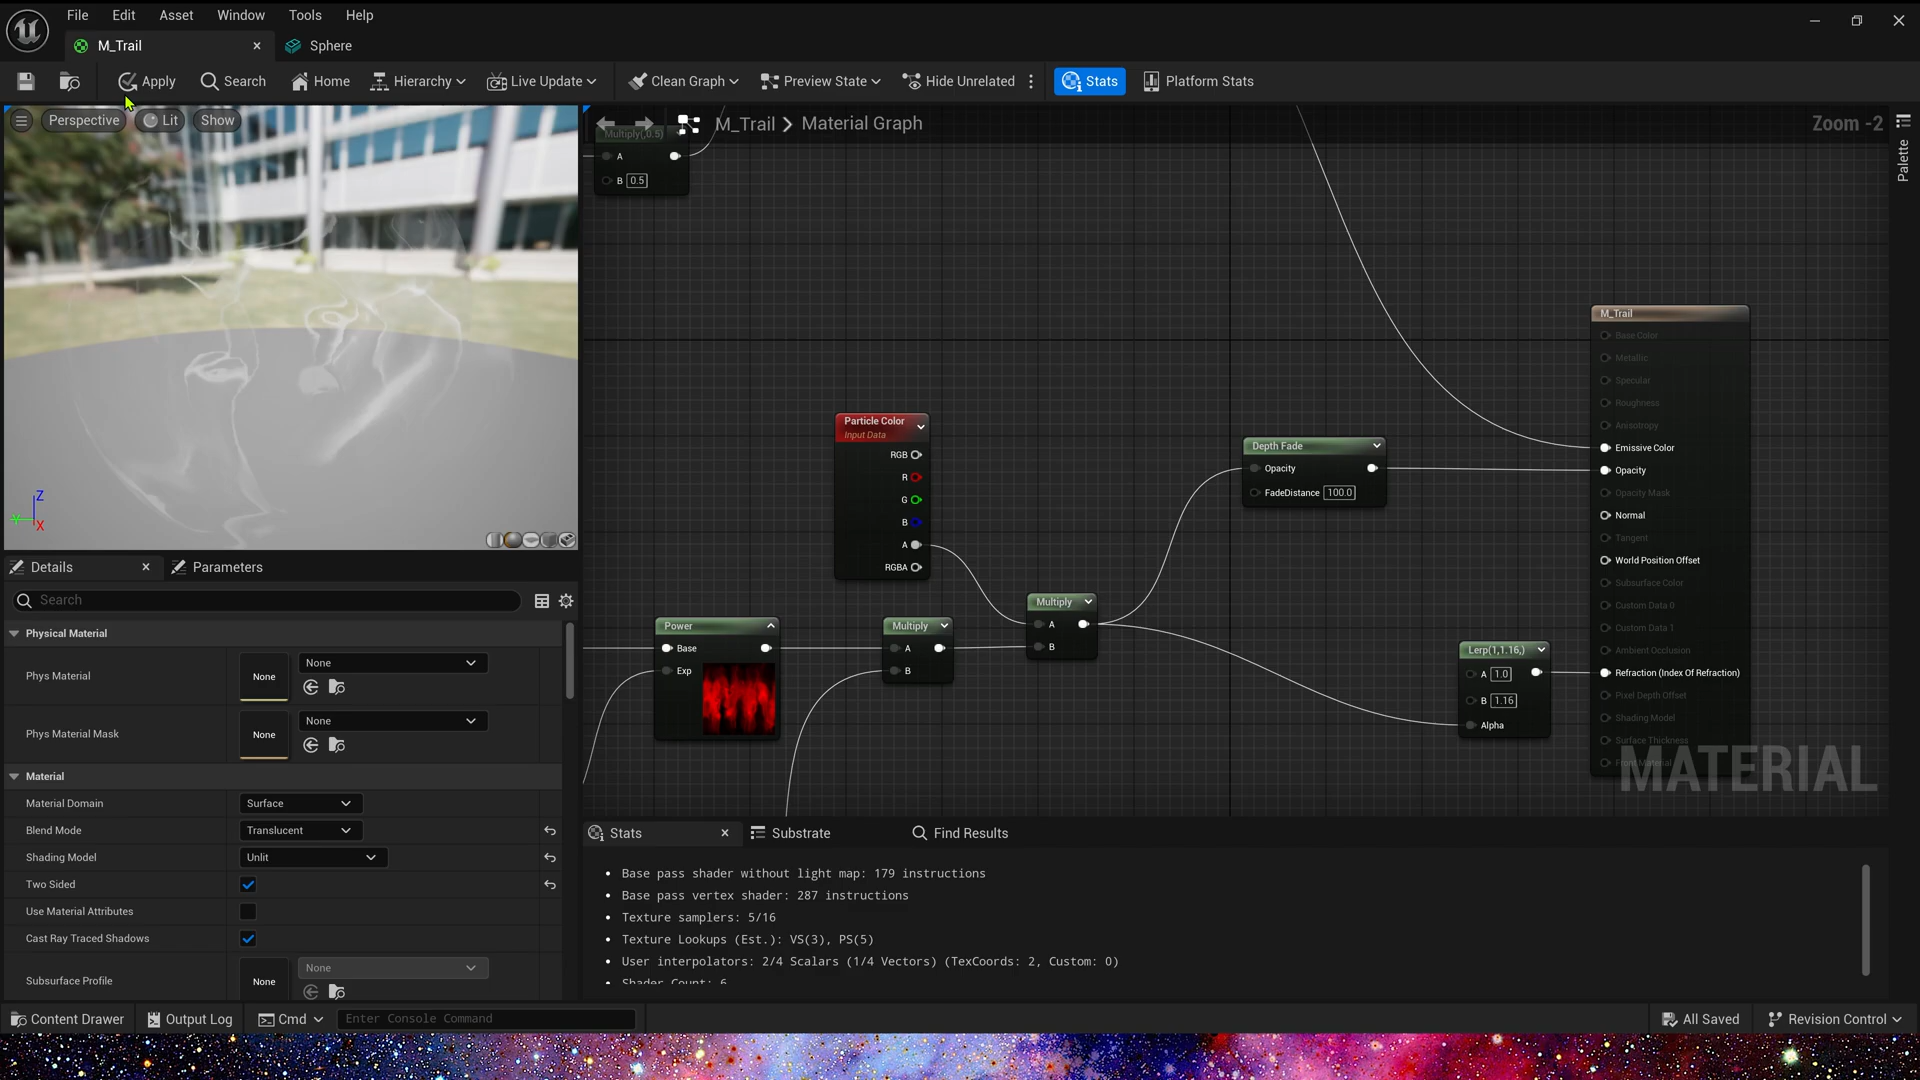 File Edit Asset Window Tools Help
M_Trail Sphere
Apply Search Home Hierarchy Live Update Clean Graph Preview State Hide Unrelated Stats Platform Stats
Perspective Lit Show
M_Trail Material Graph Zoom -2
Palette
Multiply(,0.5)
A
B 0.5
Z
X
Particle Color
Input Data
RGB
R
G
B
A
RGBA
Depth Fade
Opacity
FadeDistance 100.0
Power
Base
Exp
Multiply
A
B
Multiply
A
B
Lerp(1,1.16,)
A 1.0
B 1.16
Alpha
M_Trail
Base Color
Metallic
Specular
Roughness
Anisotropy
Emissive Color
Opacity
Opacity Mask
Normal
Tangent
World Position Offset
Subsurface Color
Custom Data 0
Custom Data 1
Ambient Occlusion
Refraction (Index Of Refraction)
Pixel Depth Offset
Shading Model
Surface Thickness
Front Material
MATERIAL
Details Parameters
Search
Physical Material
Phys Material None None
Phys Material Mask None None
Material
Material Domain Surface
Blend Mode Translucent
Shading Model Unlit
Two Sided
Use Material Attributes
Cast Ray Traced Shadows
Subsurface Profile None None
Stats Substrate Find Results
Base pass shader without light map: 179 instructions
Base pass vertex shader: 287 instructions
Texture samplers: 5/16
Texture Lookups (Est.): VS(3), PS(5)
User interpolators: 2/4 Scalars (1/4 Vectors) (TexCoords: 2, Custom: 0)
Shader Count: 6
Content Drawer Output Log Cmd Enter Console Command All Saved Revision Control